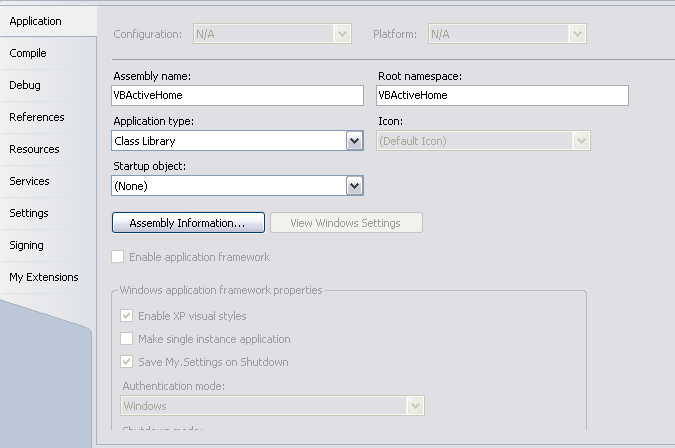 Application
Compile
Debug
References
Resources
Services
Settings
Signing
My Extensions
Configuration: N/A Platform: N/A
Assembly name: Root namespace:
VBActiveHome VBActiveHome
Application type: Icon:
Class Library (Default Icon)
Startup object:
(None)
Assembly Information... View Windows Settings
Enable application framework
Windows application framework properties
Enable XP visual styles
Make single instance application
Save My.Settings on Shutdown
Authentication mode:
Windows
Shutdown mode: